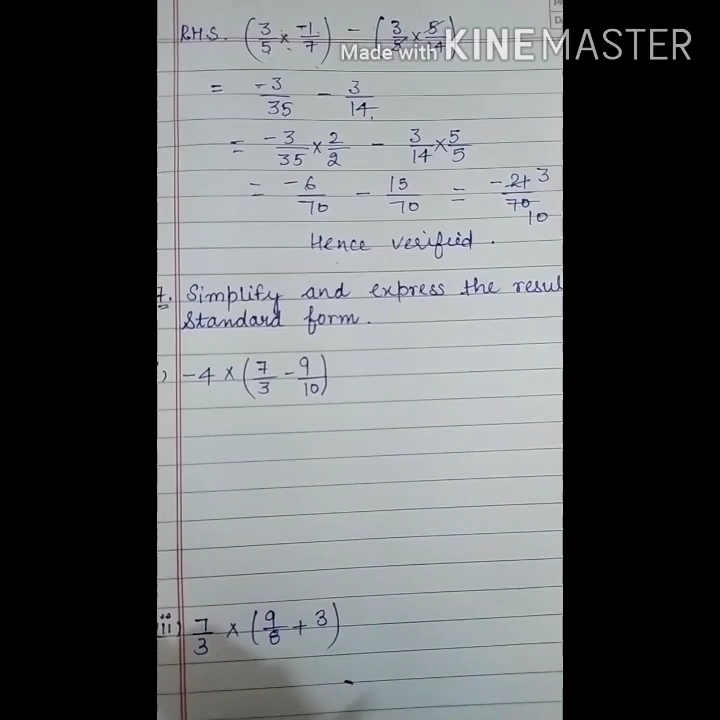 R.H.S. (3/5 × -1/7) - (3/5 × 5/14)
Made with KINEMASTER
= -3/35 - 3/14
= -3/35 × 2/2 - 3/14 × 5/5
= -6/70 - 15/70 = -21/70 3/10
Hence verified.
7. Simplify and express the resul
Standard form.
) -4 × (7/3 - 9/10)
ii) 7/3 × (9/8 + 3)